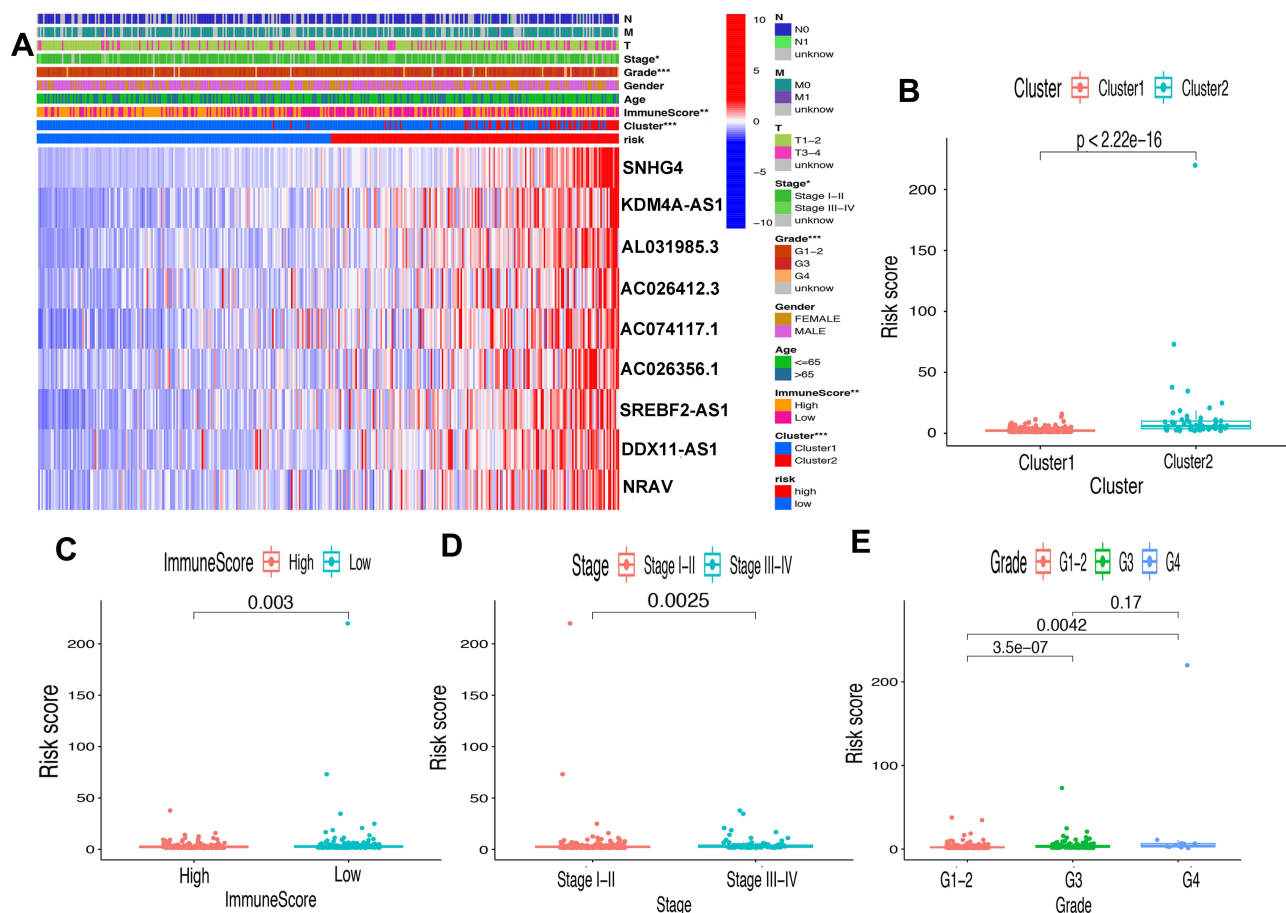 A
N
M
T
Stage*
Grade***
Gender
Age
ImmuneScore**
Cluster***
risk
SNHG4
KDM4A-AS1
AL031985.3
AC026412.3
AC074117.1
AC026356.1
SREBF2-AS1
DDX11-AS1
NRAV
10
5
0
−5
−10
N
N0
N1
unknow
M
M0
M1
unknow
T
T1−2
T3−4
unknow
Stage*
Stage I−II
Stage III−IV
unknow
Grade***
G1−2
G3
G4
unknow
Gender
FEMALE
MALE
Age
<=65
>65
ImmuneScore**
High
Low
Cluster***
Cluster1
Cluster2
risk
high
low
B
Cluster Cluster1 Cluster2
p < 2.22e−16
Risk score
200
150
100
50
0
Cluster1 Cluster2
Cluster
C
ImmuneScore High Low
0.003
Risk score
200
150
100
50
0
High Low
ImmuneScore
D
Stage Stage I−II Stage III−IV
0.0025
Risk score
200
150
100
50
0
Stage I−II Stage III−IV
Stage
E
Grade G1−2 G3 G4
0.17
0.0042
3.5e−07
Risk score
200
100
0
G1−2 G3 G4
Grade